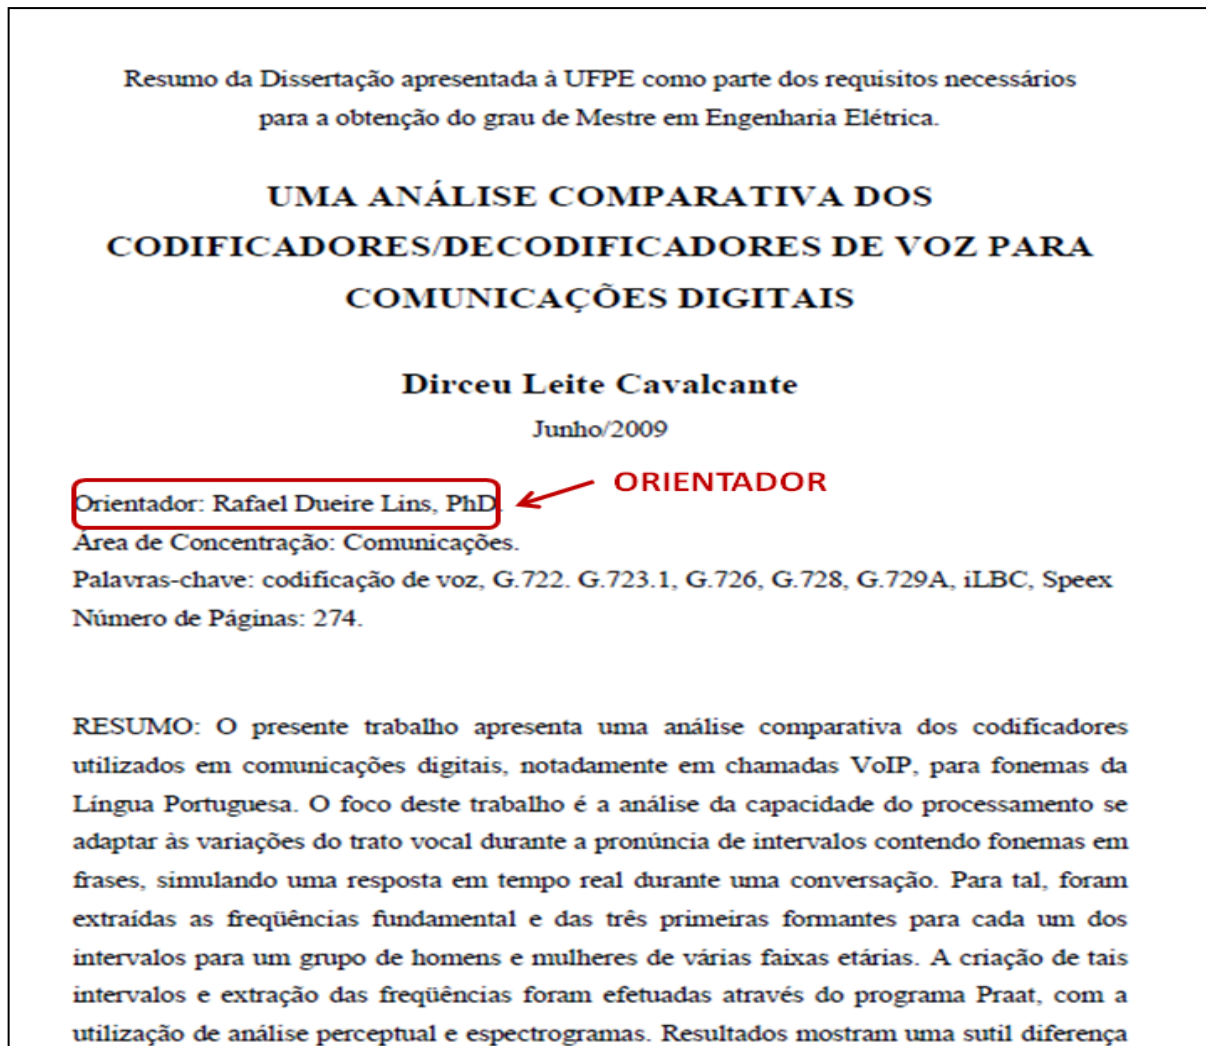 Resumo da Dissertação apresentada à UFPE como parte dos requisitos necessários
para a obtenção do grau de Mestre em Engenharia Elétrica.
UMA ANÁLISE COMPARATIVA DOS
CODIFICADORES/DECODIFICADORES DE VOZ PARA
COMUNICAÇÕES DIGITAIS
Dirceu Leite Cavalcante
Junho/2009
ORIENTADOR
Orientador: Rafael Dueire Lins, PhD.
Área de Concentração: Comunicações.
Palavras-chave: codificação de voz, G.722. G.723.1, G.726, G.728, G.729A, iLBC, Speex
Número de Páginas: 274.
RESUMO: O presente trabalho apresenta uma análise comparativa dos codificadores
utilizados em comunicações digitais, notadamente em chamadas VoIP, para fonemas da
Língua Portuguesa. O foco deste trabalho é a análise da capacidade do processamento se
adaptar às variações do trato vocal durante a pronúncia de intervalos contendo fonemas em
frases, simulando uma resposta em tempo real durante uma conversação. Para tal, foram
extraídas as freqüências fundamental e das três primeiras formantes para cada um dos
intervalos para um grupo de homens e mulheres de várias faixas etárias. A criação de tais
intervalos e extração das freqüências foram efetuadas através do programa Praat, com a
utilização de análise perceptual e espectrogramas. Resultados mostram uma sutil diferença